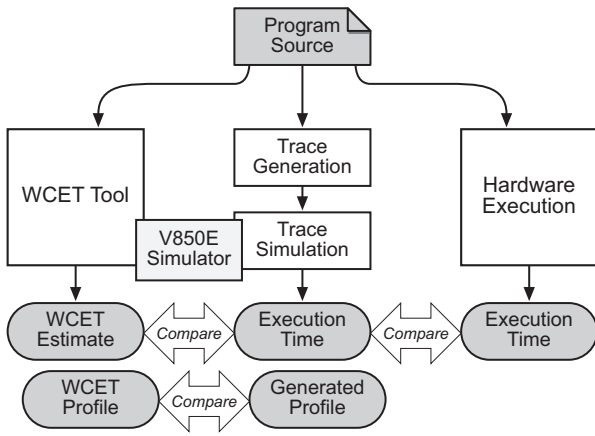 Program
Source
WCET Tool
Trace
Generation
Hardware
Execution
V850E
Simulator
Trace
Simulation
WCET
Estimate
Compare
Execution
Time
Compare
Execution
Time
WCET
Profile
Compare
Generated
Profile